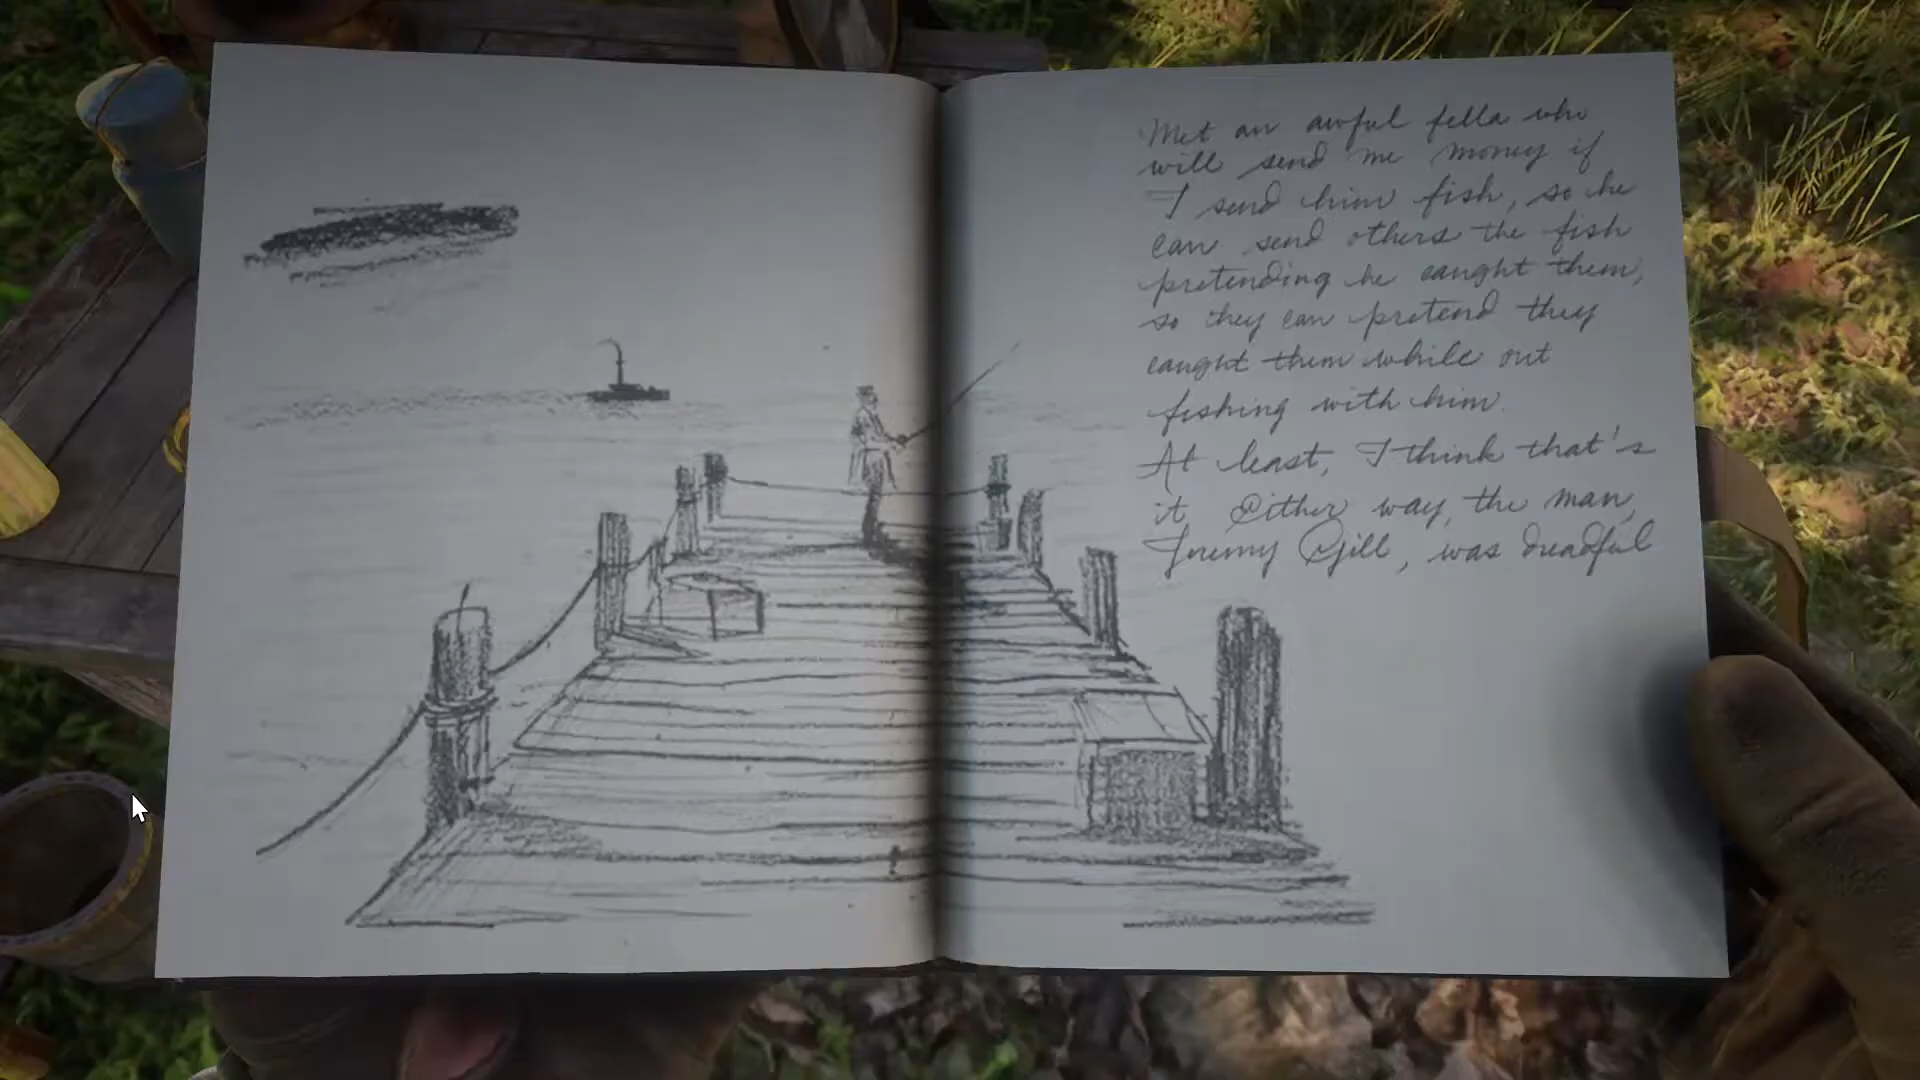 Met an awful fella who
will send me money if
I send him fish, so he
can send others the fish
pretending he caught them,
so they can pretend they
caught them while out
fishing with him.
At least, I think that's
it. Either way, the man,
Jeremy Gill, was dreadful